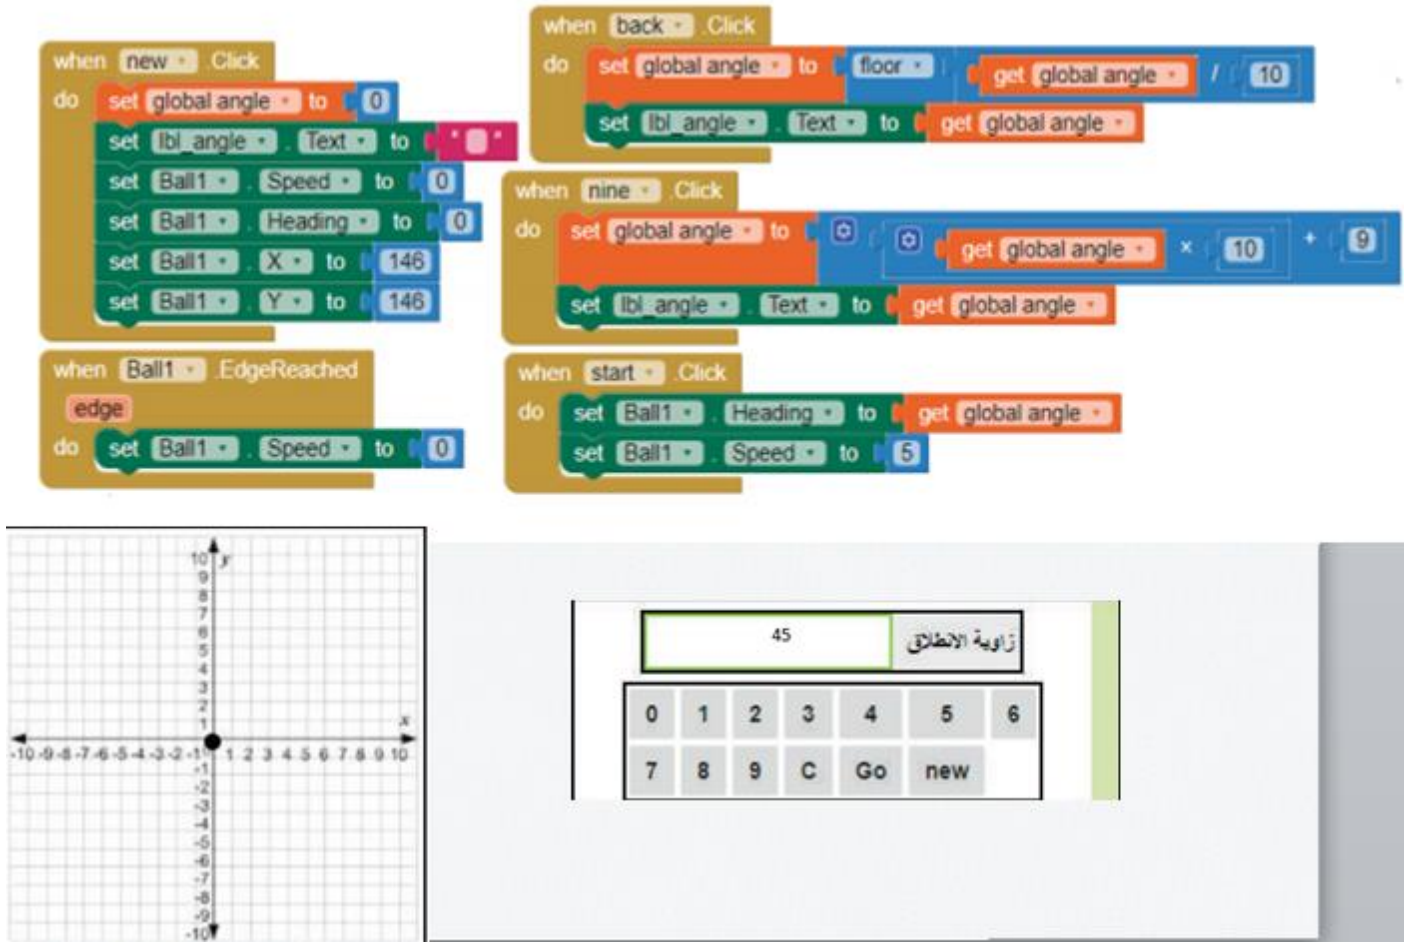 when new .Click
do set global angle to 0
set lbl_angle . Text to " "
set Ball1 . Speed to 0
set Ball1 . Heading to 0
set Ball1 . X to 146
set Ball1 . Y to 146
when Ball1 .EdgeReached
edge
do set Ball1 . Speed to 0
when back .Click
do set global angle to floor get global angle / 10
set lbl_angle . Text to get global angle
when nine .Click
do set global angle to get global angle × 10 + 9
set lbl_angle . Text to get global angle
when start .Click
do set Ball1 . Heading to get global angle
set Ball1 . Speed to 5
y
10
9
8
7
6
5
4
3
2
1
x
-10 -9 -8 -7 -6 -5 -4 -3 -2 -1 1 2 3 4 5 6 7 8 9 10
-1
-2
-3
-4
-5
-6
-7
-8
-9
-10
زاوية الانطلاق 45
0 1 2 3 4 5 6
7 8 9 C Go new